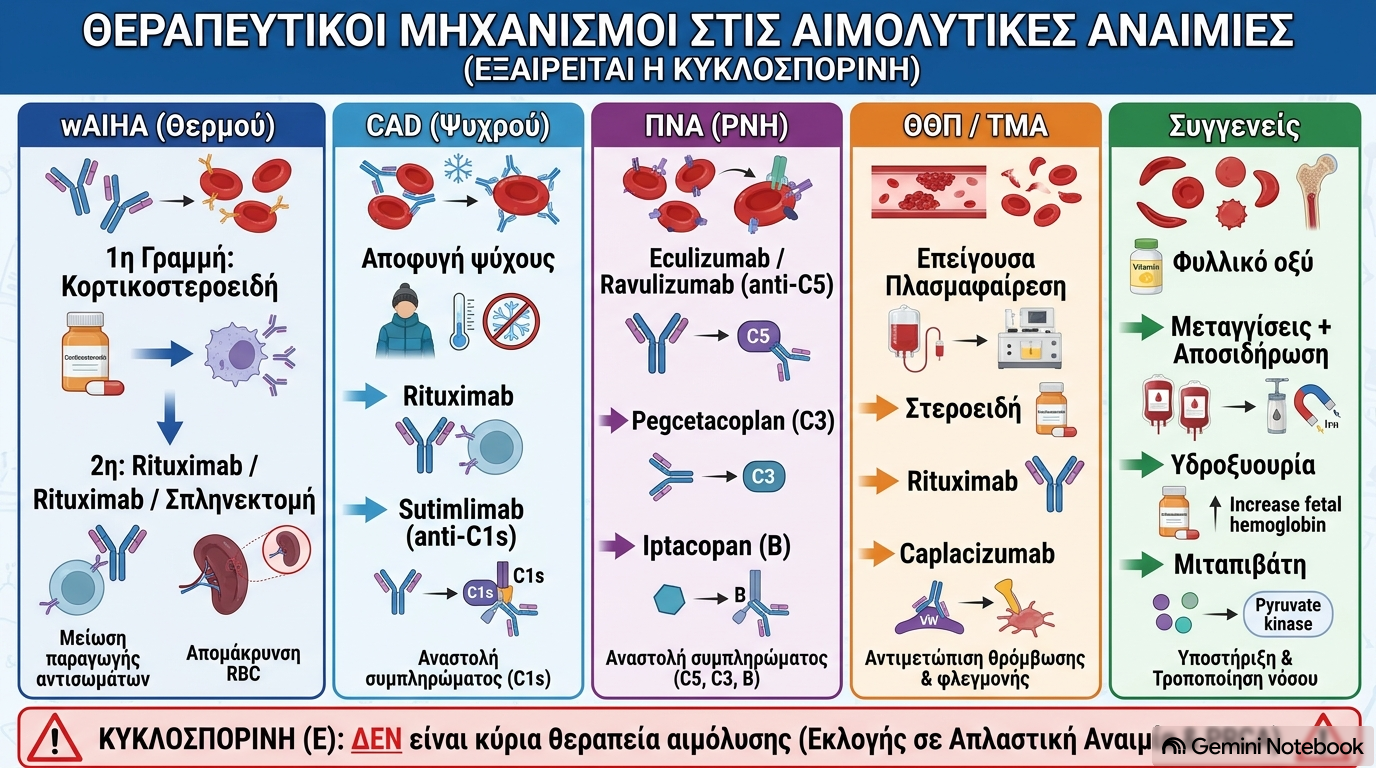 ΘΕΡΑΠΕΥΤΙΚΟΙ ΜΗΧΑΝΙΣΜΟΙ ΣΤΙΣ ΑΙΜΟΛΥΤΙΚΕΣ ΑΝΑΙΜΙΕΣ
(ΕΞΑΙΡΕΙΤΑΙ Η ΚΥΚΛΟΣΠΟΡΙΝΗ)
wAIHA (Θερμού)
1η Γραμμή:
Κορτικοστεροειδή
2η: Rituximab /
Rituximab / Σπληνεκτομή
Μείωση
παραγωγής
αντισωμάτων
Απομάκρυνση
RBC
CAD (Ψυχρού)
Αποφυγή ψύχους
Rituximab
Sutimlimab
(anti-C1s)
C1s
C1s
Αναστολή
συμπληρώματος (C1s)
ΠΝΑ (PNH)
Eculizumab /
Ravulizumab (anti-C5)
C5
Pegcetacoplan (C3)
C3
Iptacopan (B)
B
Αναστολή συμπληρώματος
(C5, C3, B)
ΘΘΠ / TMA
Επείγουσα
Πλασμαφαίρεση
Στεροειδή
Rituximab
Caplacizumab
VW
Αντιμετώπιση θρόμβωσης
& φλεγμονής
Συγγενείς
Vitamin
Φυλλικό οξύ
Μεταγγίσεις +
Αποσιδήρωση
Υδροξυουρία
Increase fetal
hemoglobin
Μιταπιβάτη
Pyruvate
kinase
Υποστήριξη &
Τροποποίηση νόσου
ΚΥΚΛΟΣΠΟΡΙΝΗ (Ε): ΔΕΝ είναι κύρια θεραπεία αιμόλυσης (Εκλογής σε Απλαστική
Gemini Notebook